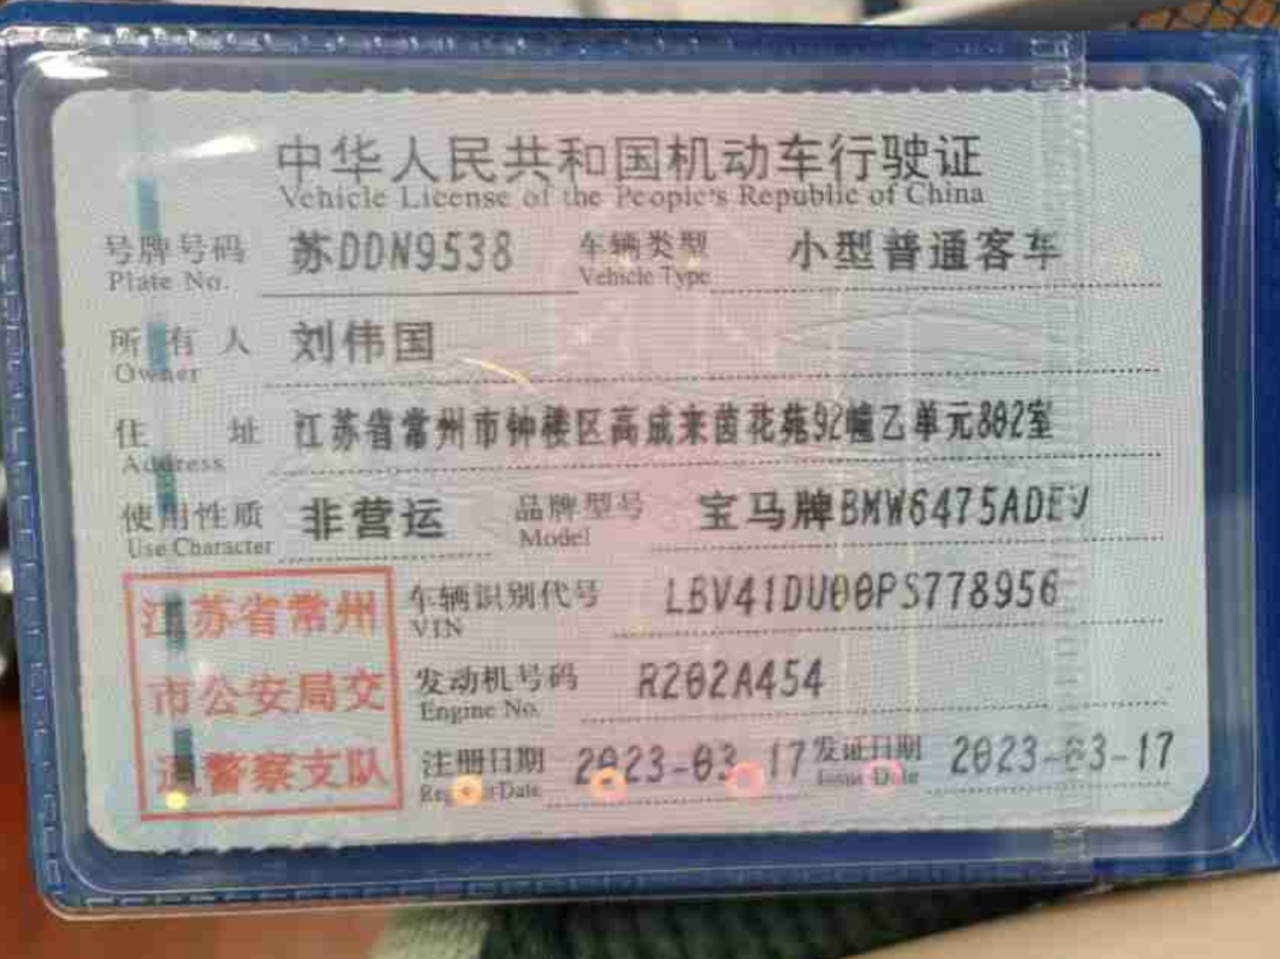 中华人民共和国机动车行驶证
Vehicle License of the People's Republic of China
号牌号码 苏DDN9538 车辆类型 小型普通客车
Plate No. Vehicle Type
所有人 刘伟国
Owner
住址 江苏省常州市钟楼区高成来茵花苑92幢乙单元802室
Address
使用性质 非营运 品牌型号 宝马牌BMW6475ADEV
Use Character Model
江苏省常州 车辆识别代号 LBV41DU00PS778956
VIN
市公安局交 发动机号码 R202A454
Engine No.
通警察支队 注册日期 2023-03-17 发证日期 2023-03-17
Register Date Issue Date